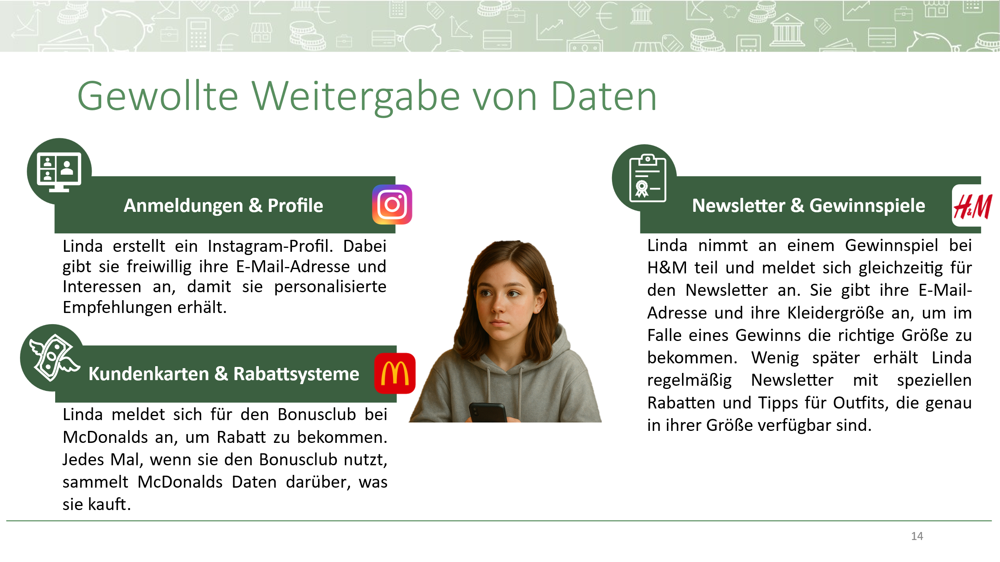 Gewollte Weitergabe von Daten
Anmeldungen & Profile
Linda erstellt ein Instagram-Profil. Dabei
gibt sie freiwillig ihre E-Mail-Adresse und
Interessen an, damit sie personalisierte
Empfehlungen erhält.
Kundenkarten & Rabattsysteme
Linda meldet sich für den Bonusclub bei
McDonalds an, um Rabatt zu bekommen.
Jedes Mal, wenn sie den Bonusclub nutzt,
sammelt McDonalds Daten darüber, was
sie kauft.
Newsletter & Gewinnspiele
H&M
Linda nimmt an einem Gewinnspiel bei
H&M teil und meldet sich gleichzeitig für
den Newsletter an. Sie gibt ihre E-Mail-
Adresse und ihre Kleidergröße an, um im
Falle eines Gewinns die richtige Größe zu
bekommen. Wenig später erhält Linda
regelmäßig Newsletter mit speziellen
Rabatten und Tipps für Outfits, die genau
in ihrer Größe verfügbar sind.
14